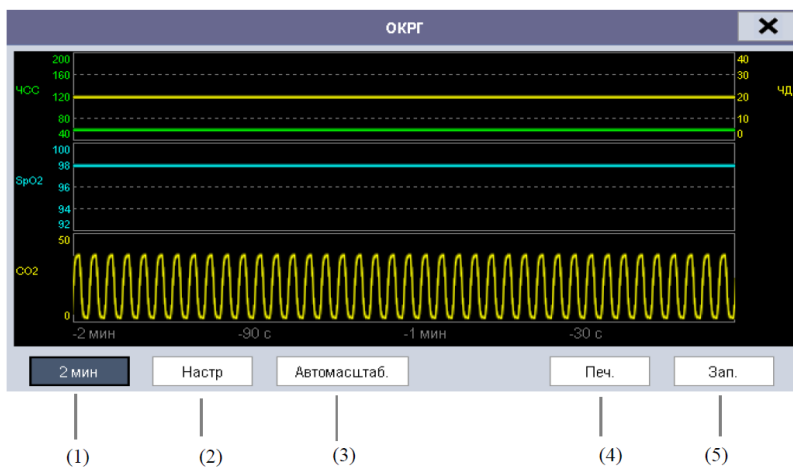 ОКРГ
200
160
ЧСС
120
80
40
40
30
20
ЧД
10
0
100
98
SpO2
96
94
92
50
CO2
0
-2 мин -90 с -1 мин -30 с
2 мин Настр Автомасштаб. Печ. Зап.
(1) (2) (3) (4) (5)